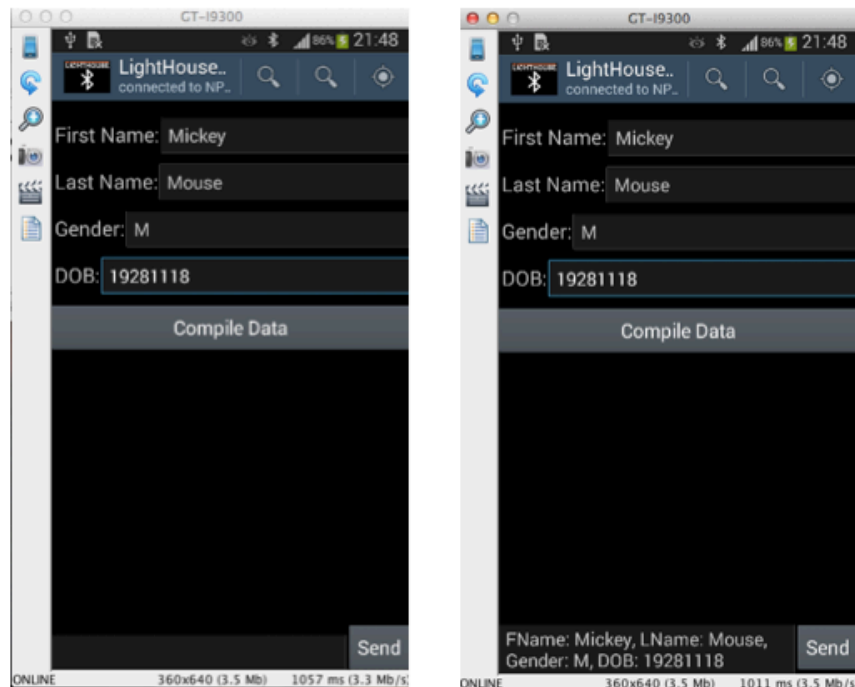 GT-I9300
86% 21:48
LightHouse..
connected to NP..
First Name: Mickey
Last Name: Mouse
Gender: M
DOB: 19281118
Compile Data
Send
ONLINE 360x640 (3.5 Mb) 1057 ms (3.3 Mb/s
GT-I9300
86% 21:48
LightHouse..
connected to NP..
First Name: Mickey
Last Name: Mouse
Gender: M
DOB: 19281118
Compile Data
FName: Mickey, LName: Mouse,
Gender: M, DOB: 19281118
Send
ONLINE 360x640 (3.5 Mb) 1011 ms (3.5 Mb/s